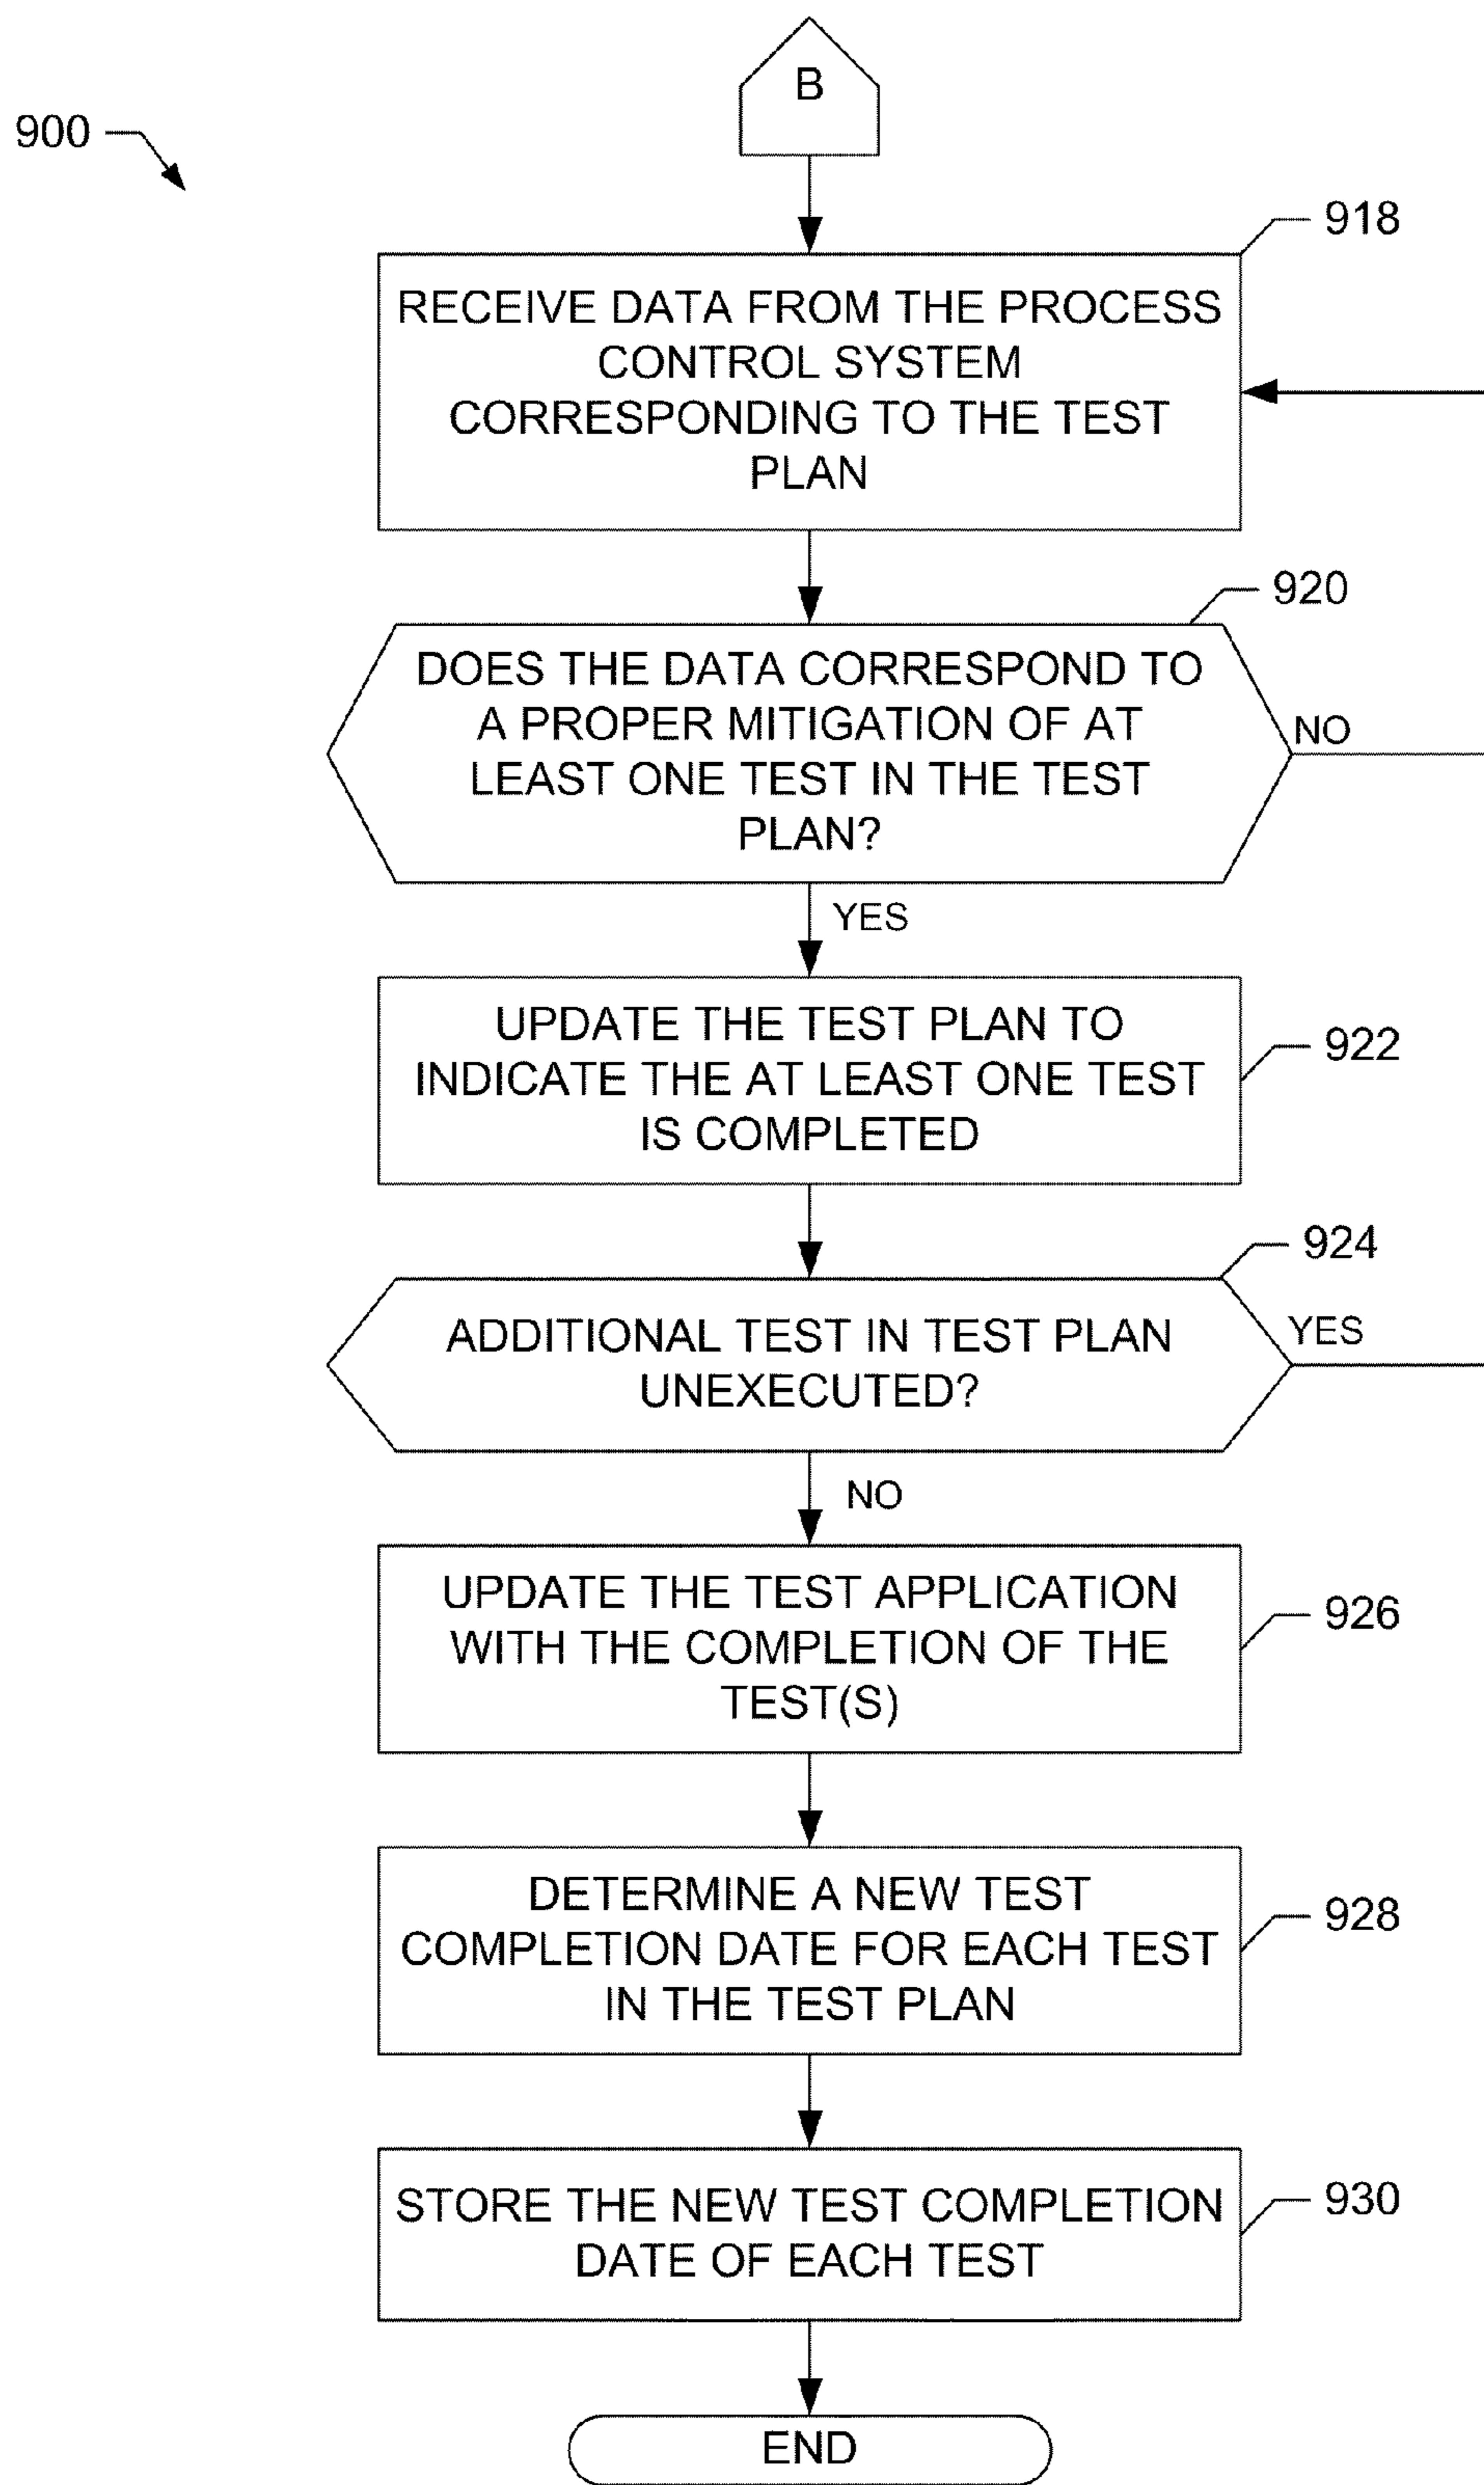 B
900
918
RECEIVE DATA FROM THE PROCESS
CONTROL SYSTEM
CORRESPONDING TO THE TEST
PLAN
920
DOES THE DATA CORRESPOND TO
A PROPER MITIGATION OF AT
LEAST ONE TEST IN THE TEST
PLAN?
NO
YES
UPDATE THE TEST PLAN TO
INDICATE THE AT LEAST ONE TEST
IS COMPLETED
922
924
ADDITIONAL TEST IN TEST PLAN
UNEXECUTED?
YES
NO
UPDATE THE TEST APPLICATION
WITH THE COMPLETION OF THE
TEST(S)
926
DETERMINE A NEW TEST
COMPLETION DATE FOR EACH TEST
IN THE TEST PLAN
928
STORE THE NEW TEST COMPLETION
DATE OF EACH TEST
930
END